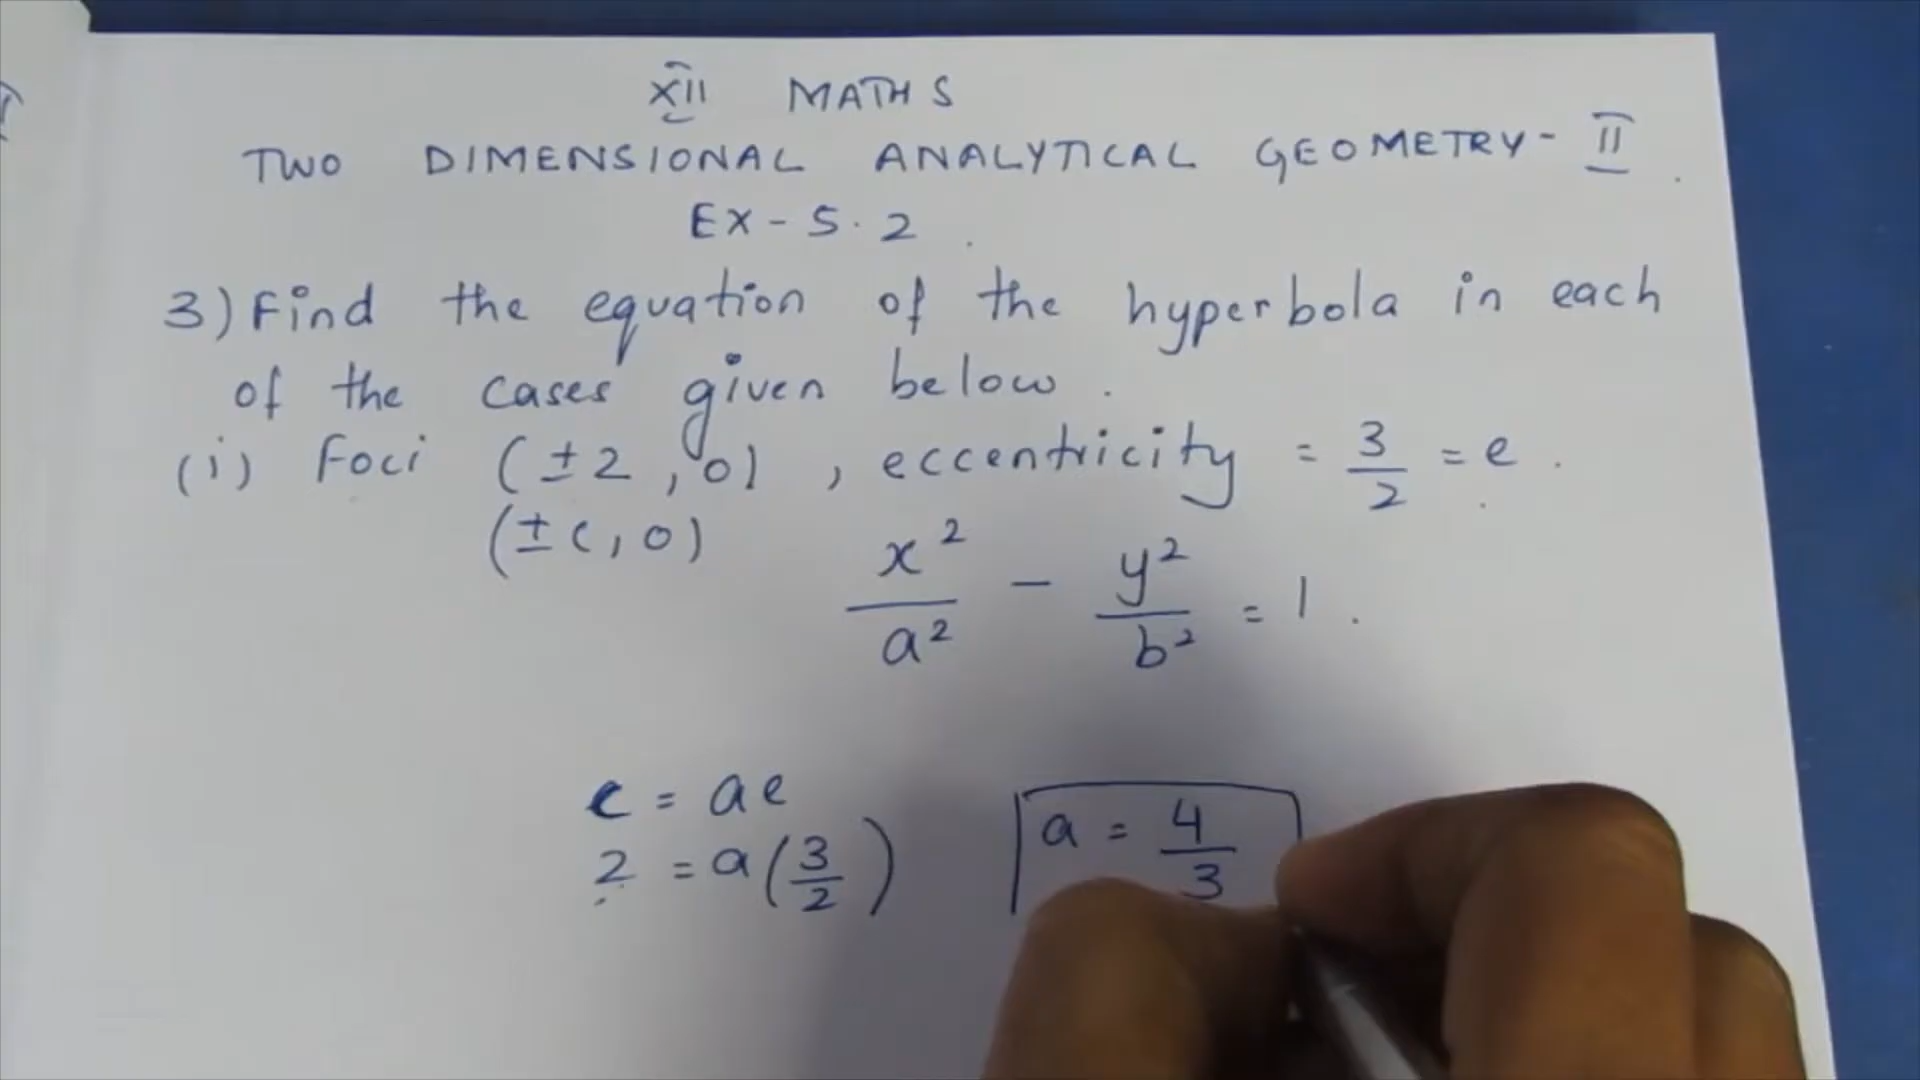 XII MATHS
TWO DIMENSIONAL ANALYTICAL GEOMETRY - II
EX - 5.2
3) Find the equation of the hyperbola in each
of the cases given below.
(i) Foci (±2, 0), eccentricity = 3/2 = e.
(±c, 0)
x²/a² - y²/b² = 1.
c = ae
2 = a(3/2)
a = 4/3